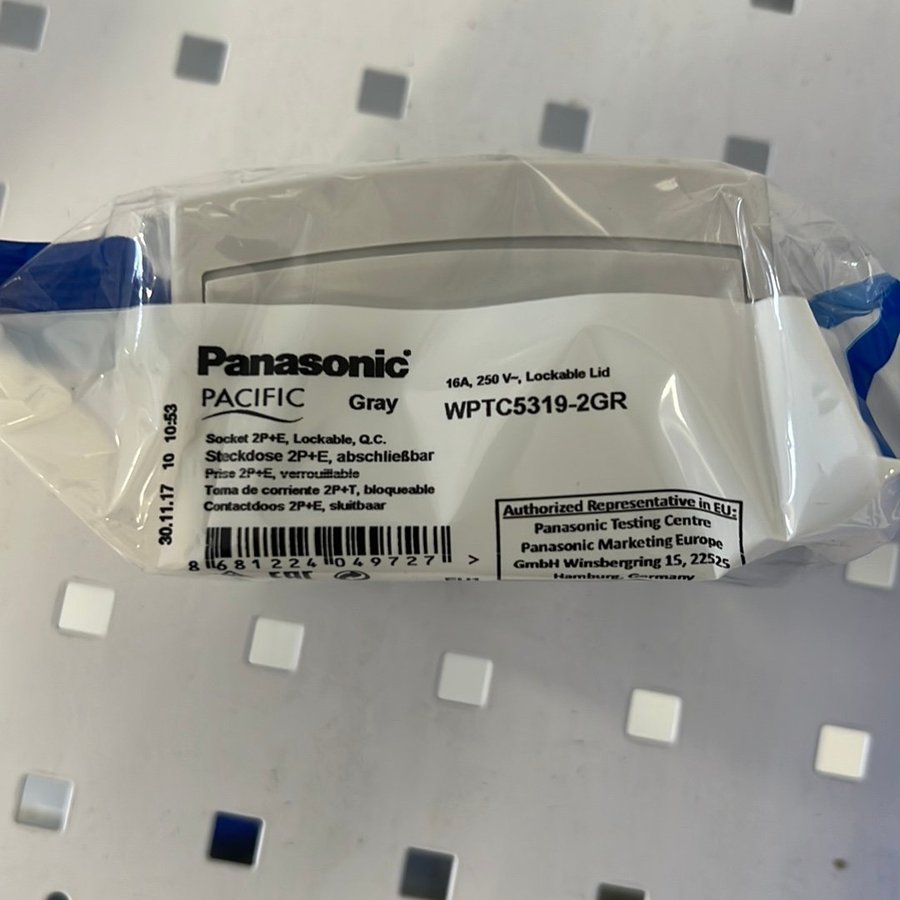 Panasonic
PACIFIC
Gray
16A, 250 V~, Lockable Lid
WPTC5319-2GR
Socket 2P+E, Lockable, Q.C.
Steckdose 2P+E, abschließbar
Prise 2P+E, verrouillable
Toma de corriente 2P+T, bloqueable
Contactdoos 2P+E, sluitbaar
30.11.17 10 10:53
8 681224 049727 >
Authorized Representative in EU:
Panasonic Testing Centre
Panasonic Marketing Europe
GmbH Winsbergring 15, 22525
Hamburg, Germany